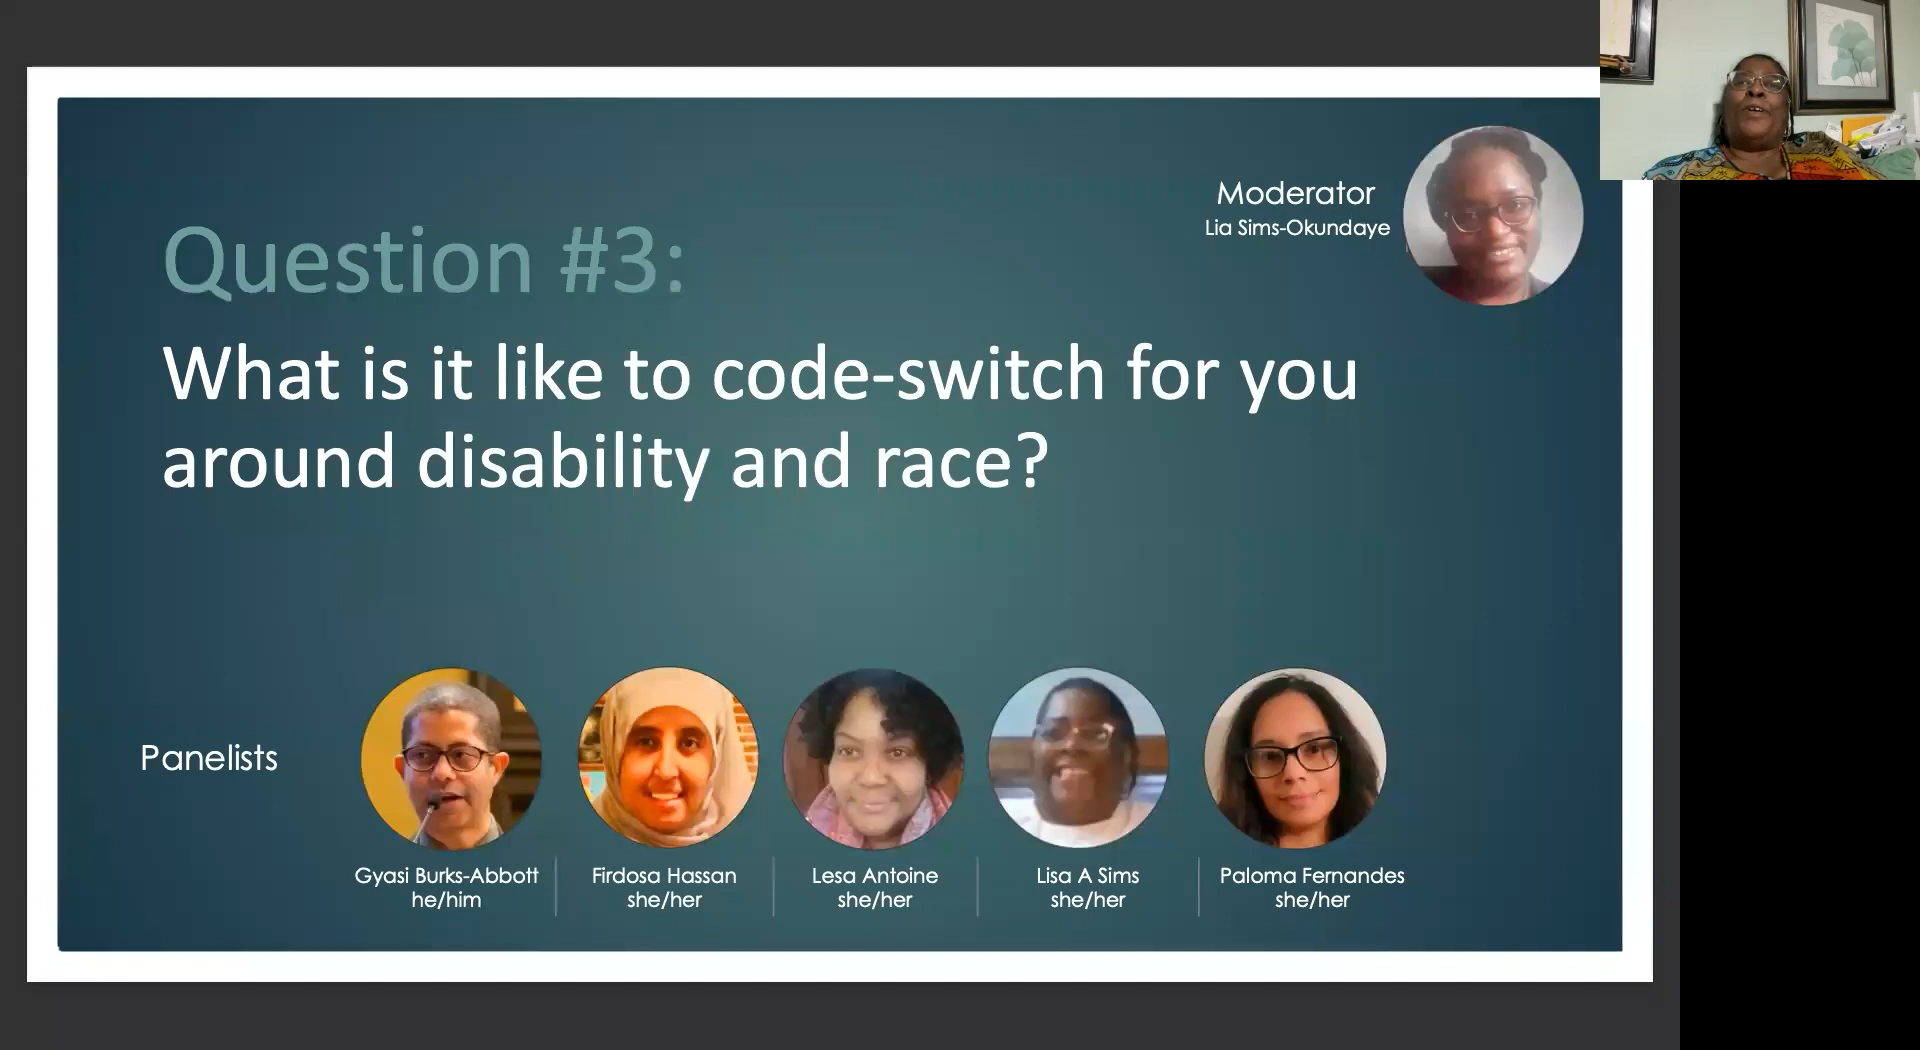 Moderator
Lia Sims-Okundaye
Question #3:
What is it like to code-switch for you
around disability and race?
Panelists
Gyasi Burks-Abbott
he/him
Firdosa Hassan
she/her
Lesa Antoine
she/her
Lisa A Sims
she/her
Paloma Fernandes
she/her